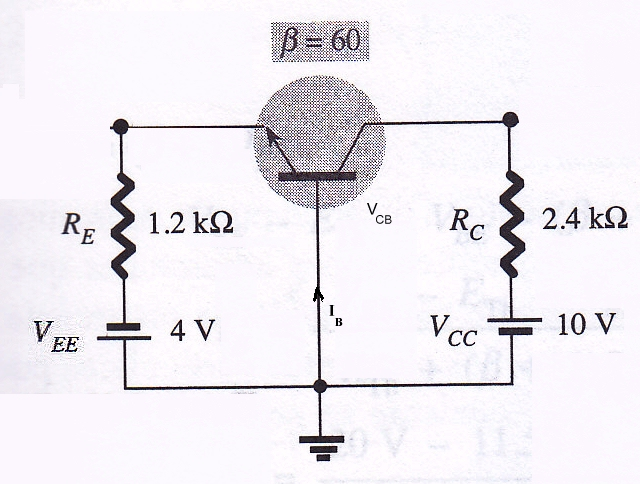 β = 60
V_CB
R_E 1.2 kΩ
R_C 2.4 kΩ
I_B
V_EE 4 V
V_CC 10 V